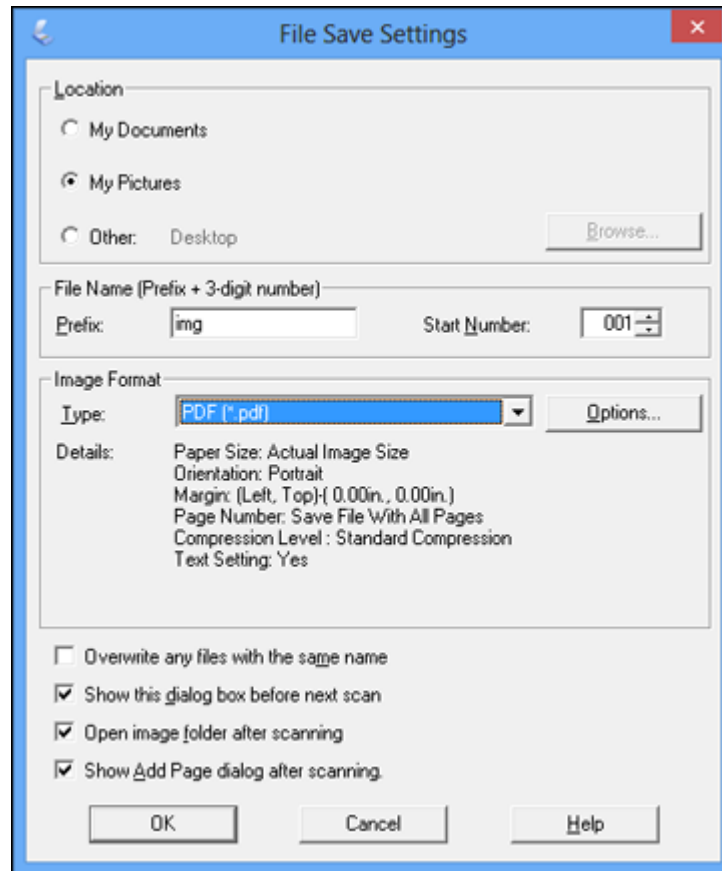 File Save Settings
Location
My Documents
My Pictures
Other: Desktop Browse...
File Name (Prefix + 3-digit number)
Prefix: img Start Number: 001
Image Format
Type: PDF (*.pdf) Options...
Details: Paper Size: Actual Image Size
Orientation: Portrait
Margin: (Left, Top)-( 0.00in., 0.00in.)
Page Number: Save File With All Pages
Compression Level : Standard Compression
Text Setting: Yes
Overwrite any files with the same name
Show this dialog box before next scan
Open image folder after scanning
Show Add Page dialog after scanning.
OK Cancel Help